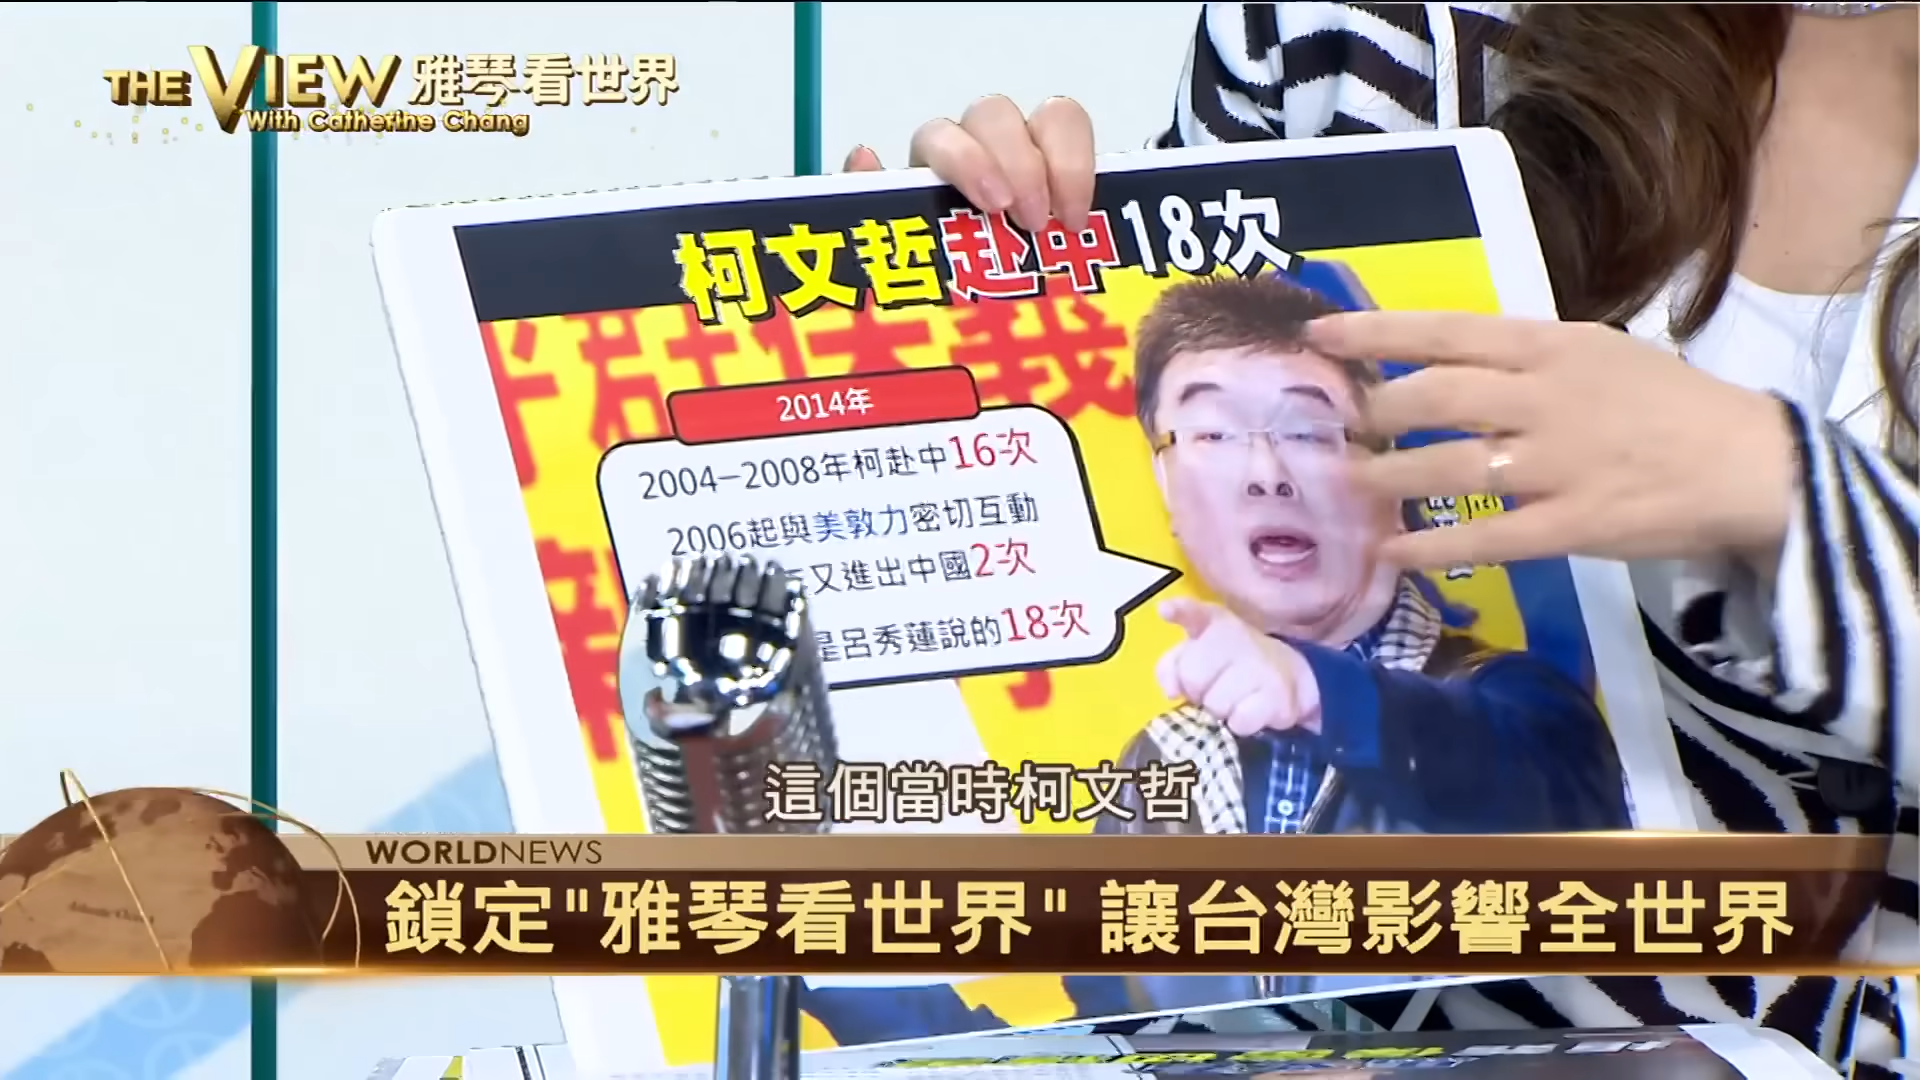 THE VIEW 雅琴看世界
With Catherine Chang
柯文哲赴中18次
2014年
2004-2008年柯赴中16次
2006起與美敦力密切互動
又進出中國2次
是呂秀蓮說的18次
這個當時柯文哲
WORLDNEWS
鎖定"雅琴看世界" 讓台灣影響全世界